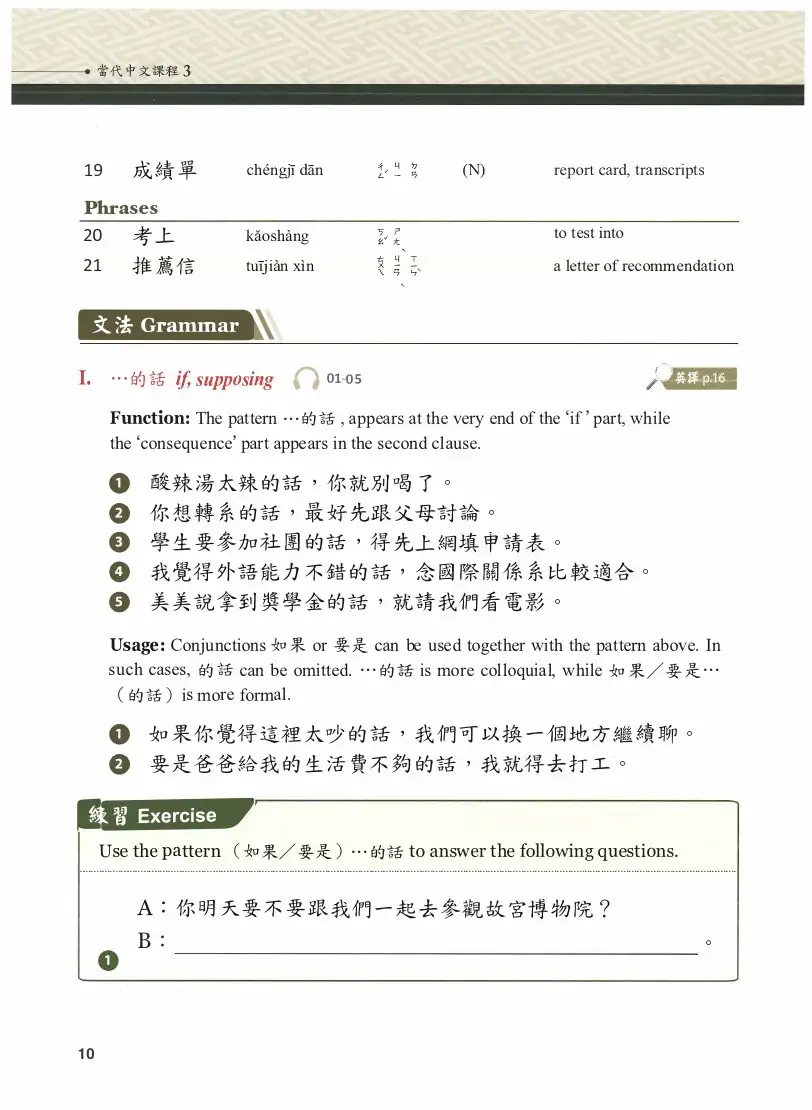 當代中文課程 3
19 成績單 chéngjī dān ㄔㄥˊ ㄐㄧ ㄉㄢ (N) report card, transcripts
Phrases
20 考上 kǎoshàng ㄎㄠˇ ㄕㄤˋ to test into
21 推薦信 tuījiàn xìn ㄊㄨㄟ ㄐㄧㄢˋ ㄒㄧㄣˋ a letter of recommendation
文法 Grammar
I. …的話 if, supposing 01-05 英譯 p.16
Function: The pattern …的話 , appears at the very end of the ‘if ’ part, while
the ‘consequence’ part appears in the second clause.
1 酸辣湯太辣的話，你就別喝了。
2 你想轉系的話，最好先跟父母討論。
3 學生要參加社團的話，得先上網填申請表。
4 我覺得外語能力不錯的話，念國際關係系比較適合。
5 美美說拿到獎學金的話，就請我們看電影。
Usage: Conjunctions 如果 or 要是 can be used together with the pattern above. In
such cases, 的話 can be omitted. …的話 is more colloquial, while 如果／要是…
（的話）is more formal.
1 如果你覺得這裡太吵的話，我們可以換一個地方繼續聊。
2 要是爸爸給我的生活費不夠的話，我就得去打工。
練習 Exercise
Use the pattern（如果／要是）…的話 to answer the following questions.
A：你明天要不要跟我們一起去參觀故宮博物院？
B：。
1
10